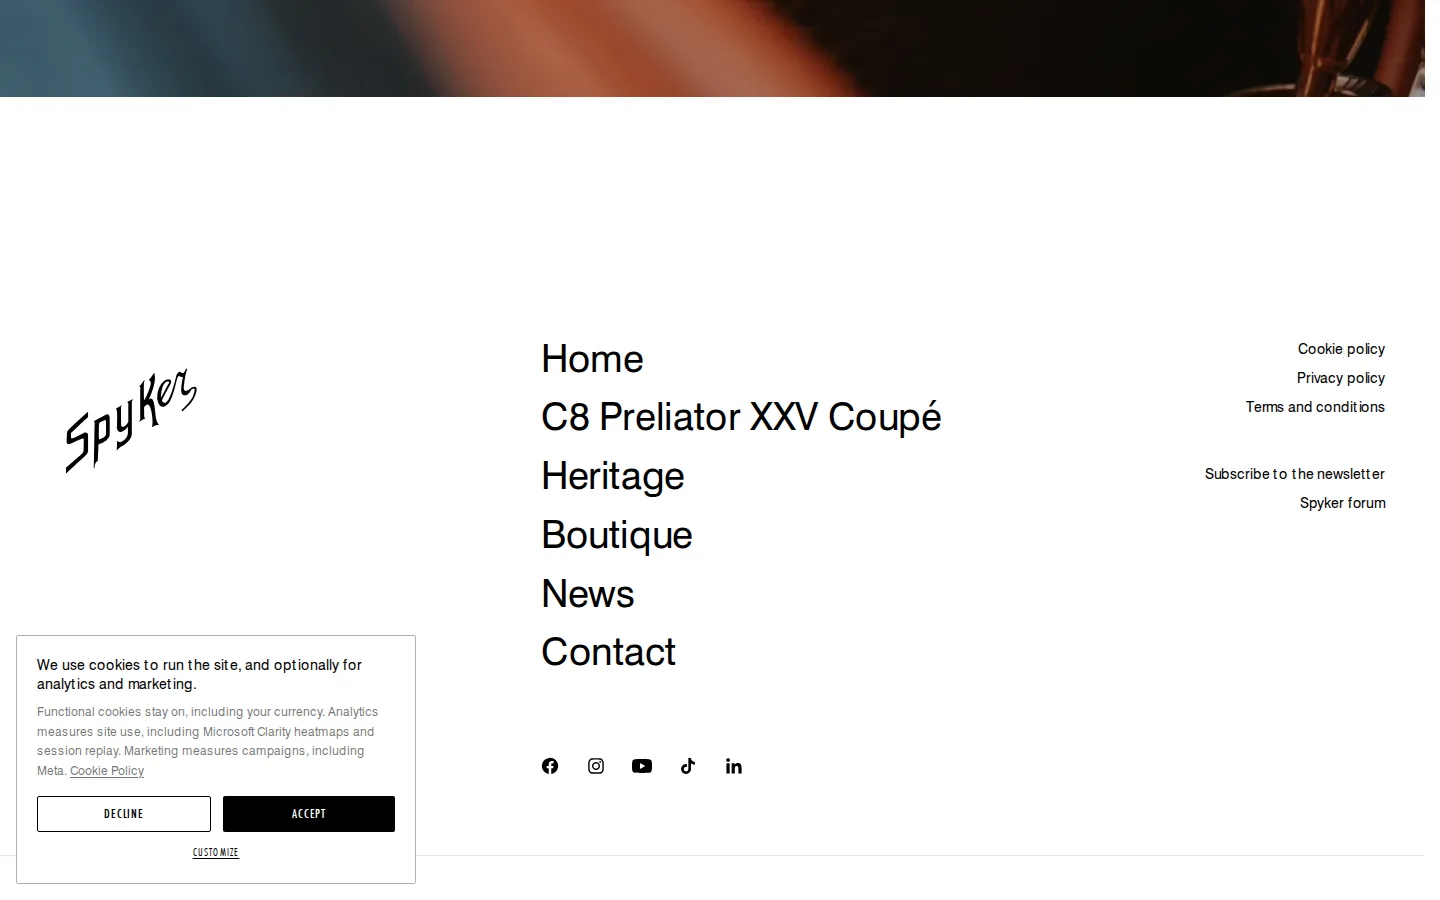 Spyker
Home
C8 Preliator XXV Coupé
Heritage
Boutique
News
Contact
Cookie policy
Privacy policy
Terms and conditions
Subscribe to the newsletter
Spyker forum
We use cookies to run the site, and optionally for
analytics and marketing.
Functional cookies stay on, including your currency. Analytics
measures site use, including Microsoft Clarity heatmaps and
session replay. Marketing measures campaigns, including
Meta. Cookie Policy
DECLINE
ACCEPT
CUSTOMIZE